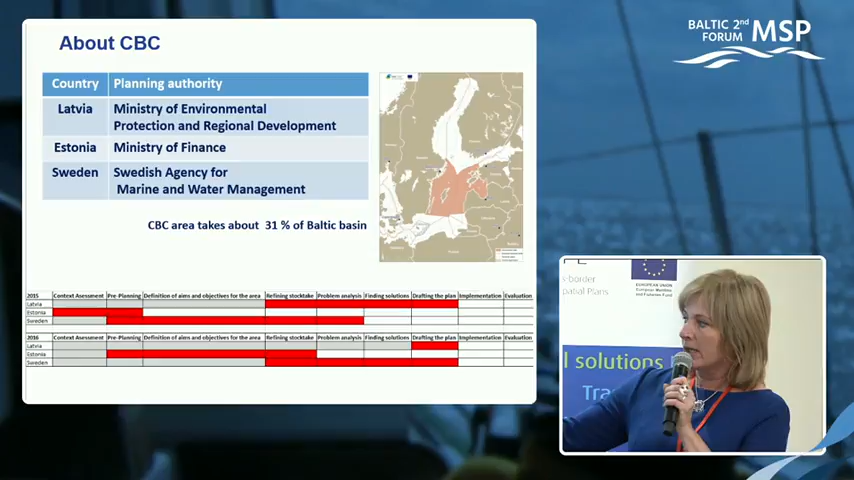 BALTIC 2nd
FORUM MSP
About CBC
Country Planning authority
Latvia Ministry of Environmental
Protection and Regional Development
Estonia Ministry of Finance
Sweden Swedish Agency for
Marine and Water Management
CBC area takes about 31 % of Baltic basin
2015 Context Asessment Pre-Planning Definition of aims and objectives for the area Refining stocktake Problem analysis Finding solutions Drafting the plan Implementation Evaluation
Latvia
Estonia
Sweden
2016 Context Asessment Pre-Planning Definition of aims and objectives for the area Refining stocktake Problem analysis Finding solutions Drafting the plan Implementation Evaluation
Latvia
Estonia
Sweden
s-border
patial Plans
EUROPEAN UNION
European Maritime
and Fisheries Fund
l solutions
Tra